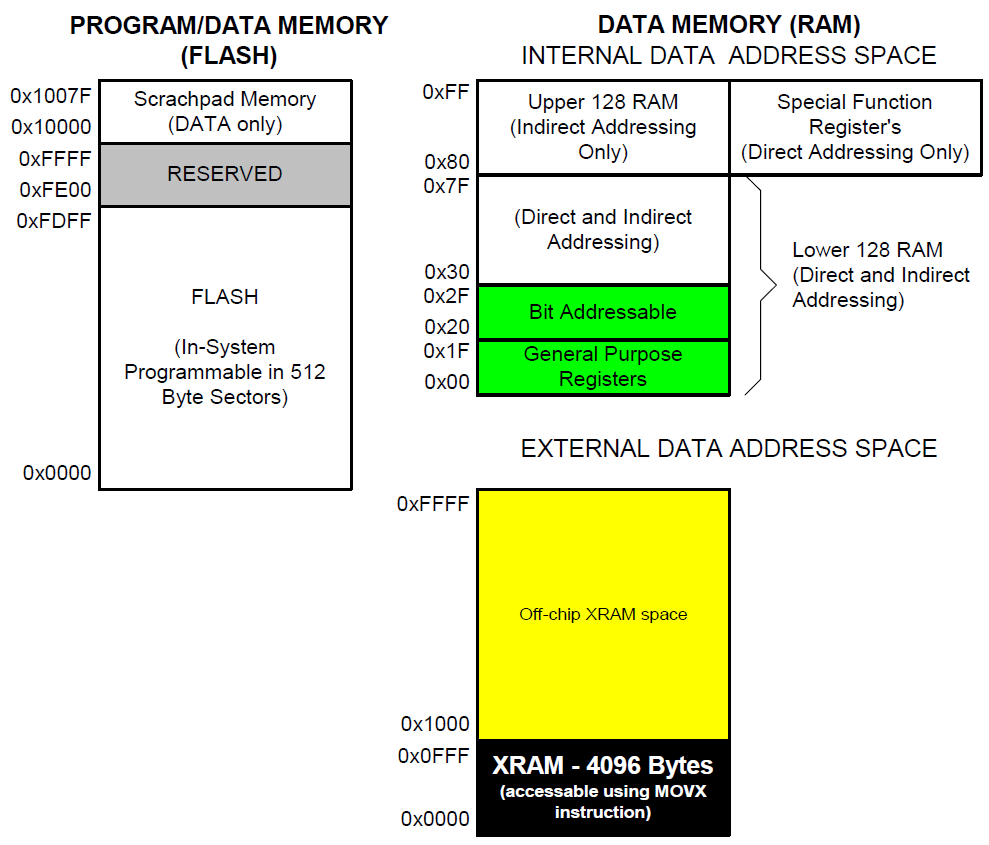 PROGRAM/DATA MEMORY
(FLASH)
0x1007F
Scrachpad Memory
(DATA only)
0x10000
0xFFFF
RESERVED
0xFE00
0xFDFF
FLASH
(In-System
Programmable in 512
Byte Sectors)
0x0000
DATA MEMORY (RAM)
INTERNAL DATA ADDRESS SPACE
0xFF
Upper 128 RAM
(Indirect Addressing
Only)
0x80
Special Function
Register's
(Direct Addressing Only)
0x7F
(Direct and Indirect
Addressing)
0x30
0x2F
Bit Addressable
0x20
0x1F
General Purpose
Registers
0x00
Lower 128 RAM
(Direct and Indirect
Addressing)
EXTERNAL DATA ADDRESS SPACE
0xFFFF
Off-chip XRAM space
0x1000
0x0FFF
XRAM - 4096 Bytes
(accessable using MOVX
instruction)
0x0000